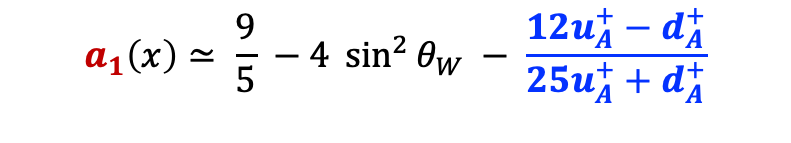 a₁(x) ≃ 9/5 − 4 sin² θ_W − (12u_A⁺ − d_A⁺)/(25u_A⁺ + d_A⁺)